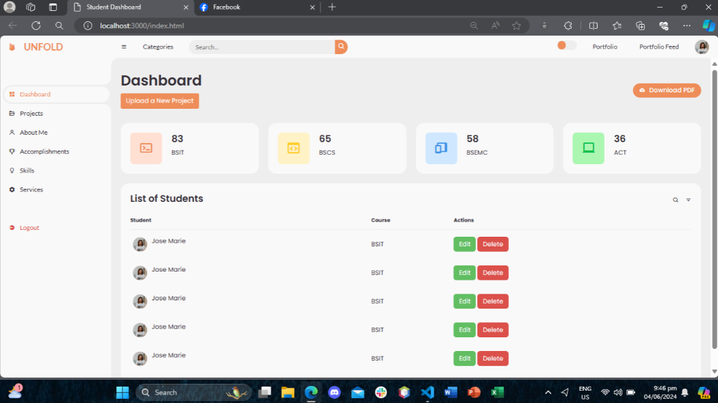 Student Dashboard
Facebook
localhost:3000/index.html
UNFOLD
Categories
Search...
Portfolio
Portfolio Feed
Dashboard
Projects
About Me
Accomplishments
Skills
Services
Logout
Dashboard
Upload a New Project
Download PDF
83
BSIT
65
BSCS
58
BSEMC
36
ACT
List of Students
Student Course Actions
Jose Marie BSIT Edit Delete
Jose Marie BSIT Edit Delete
Jose Marie BSIT Edit Delete
Jose Marie BSIT Edit Delete
Jose Marie BSIT Edit Delete
1
Search
ENG
US
9:46 pm
04/06/2024